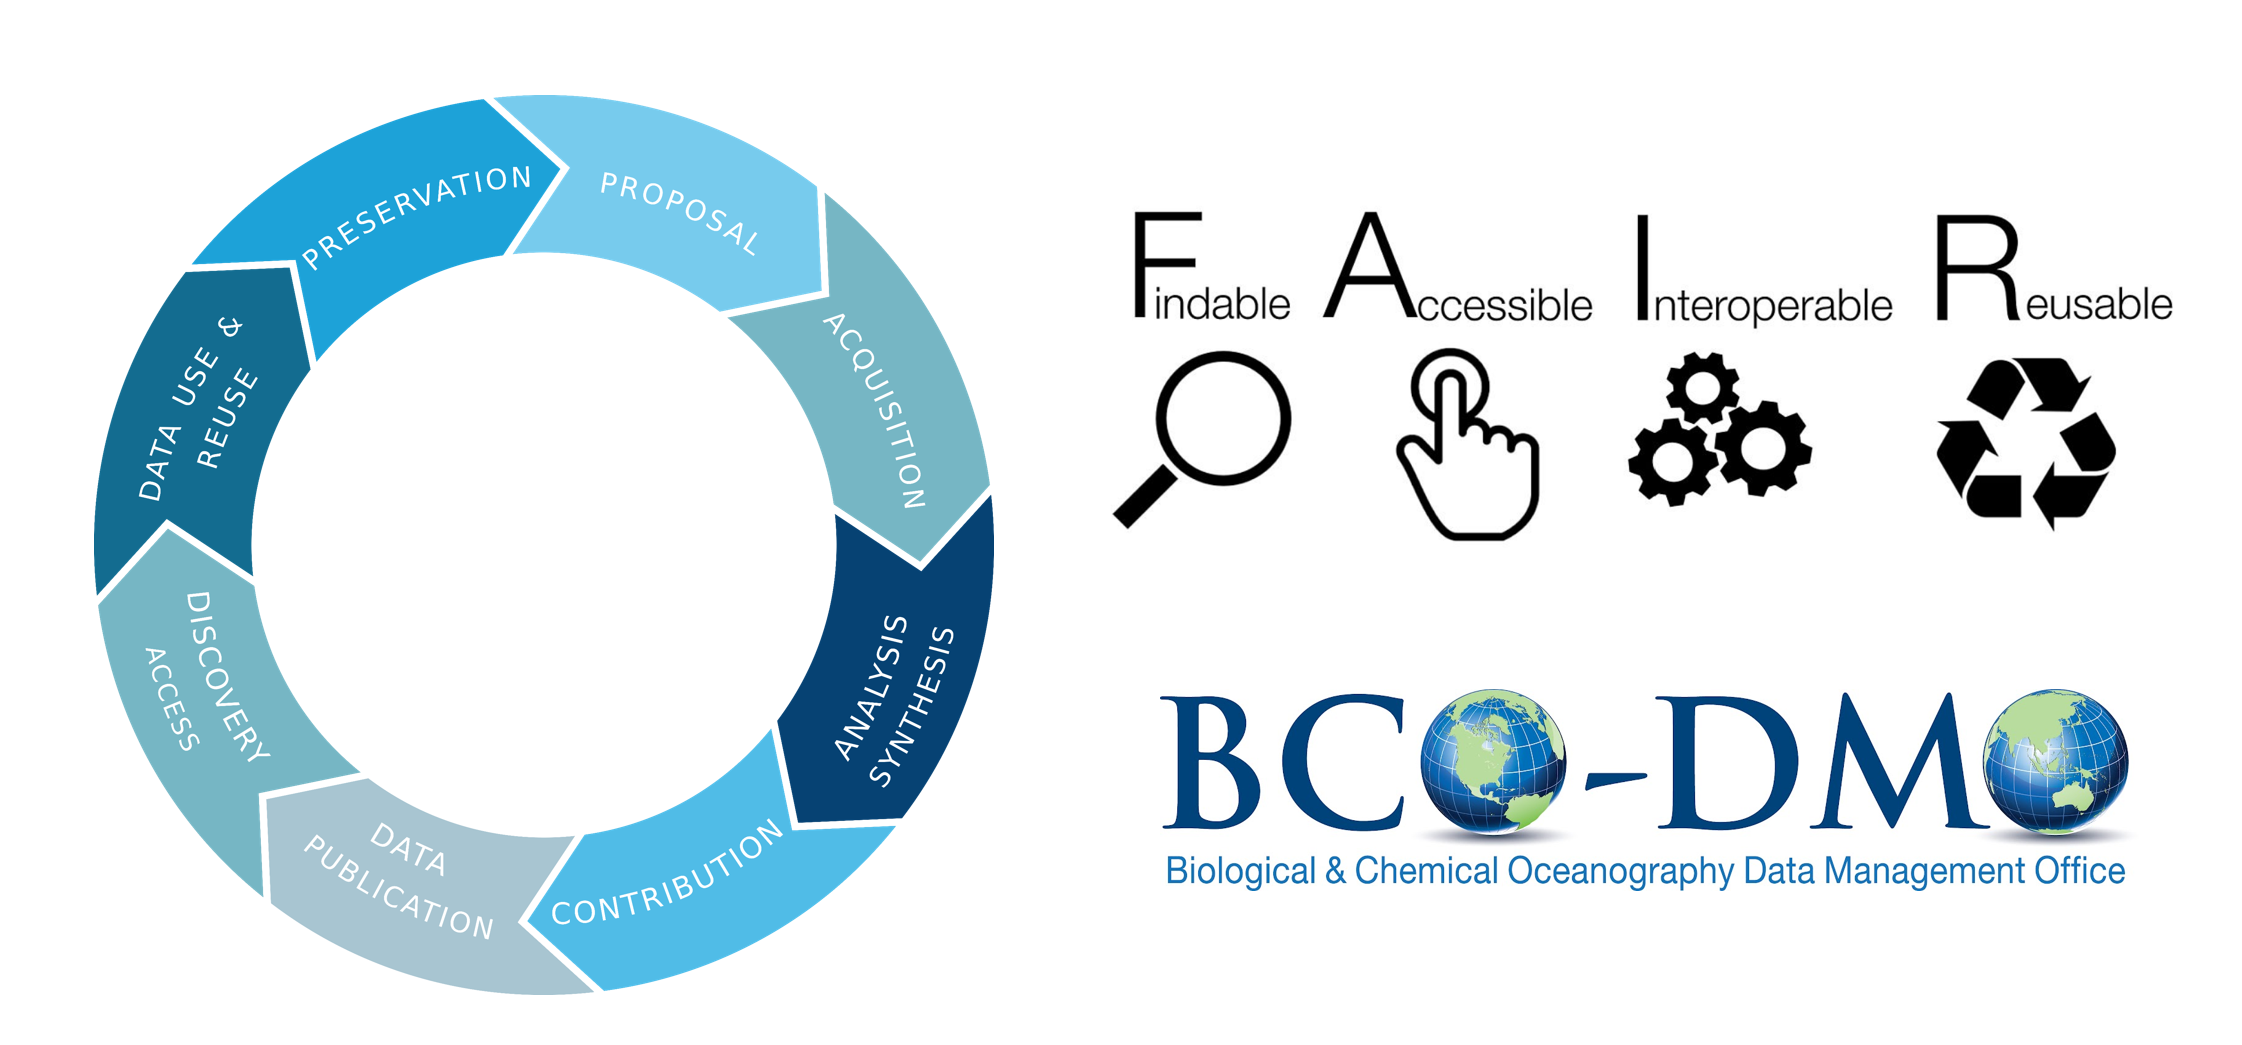 PROPOSAL
ACQUISITION
ANALYSIS
SYNTHESIS
CONTRIBUTION
DATA
PUBLICATION
DISCOVERY
ACCESS
DATA USE &
REUSE
PRESERVATION
Findable Accessible Interoperable Reusable
BCO-DMO
Biological & Chemical Oceanography Data Management Office